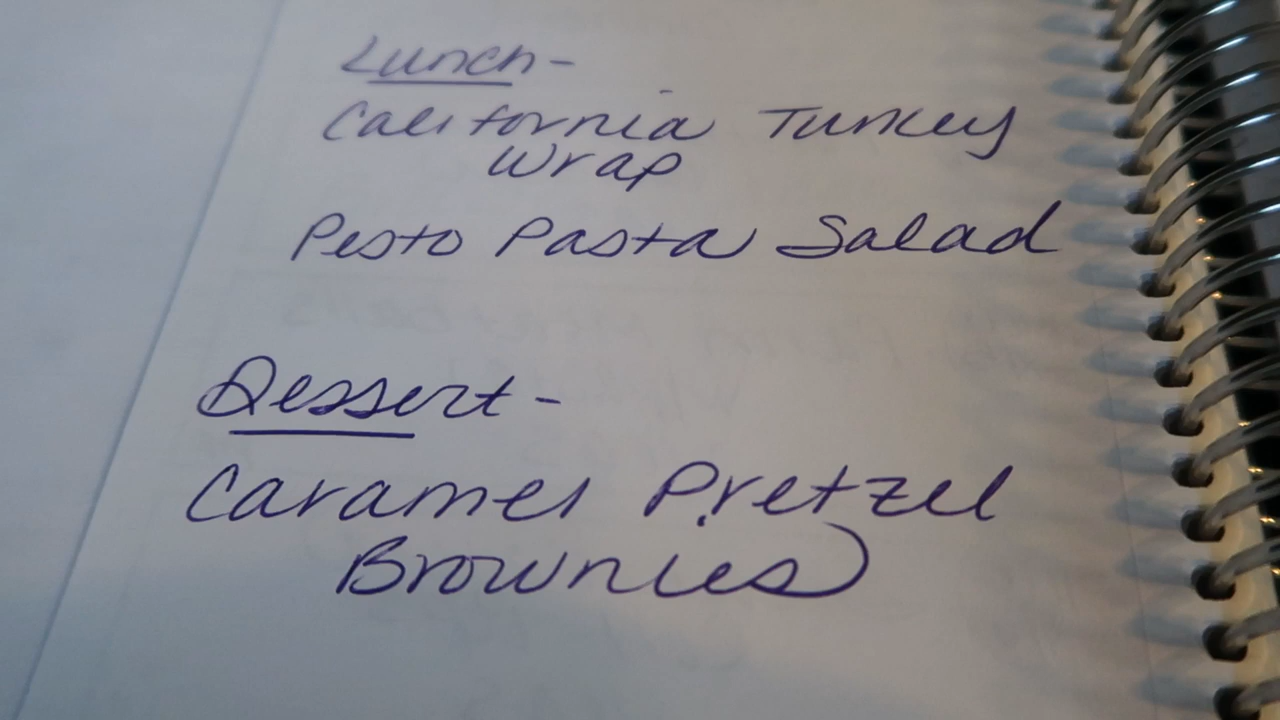 Lunch-
California Turkey
Wrap
Pesto Pasta Salad
Dessert-
Caramel Pretzel
Brownies